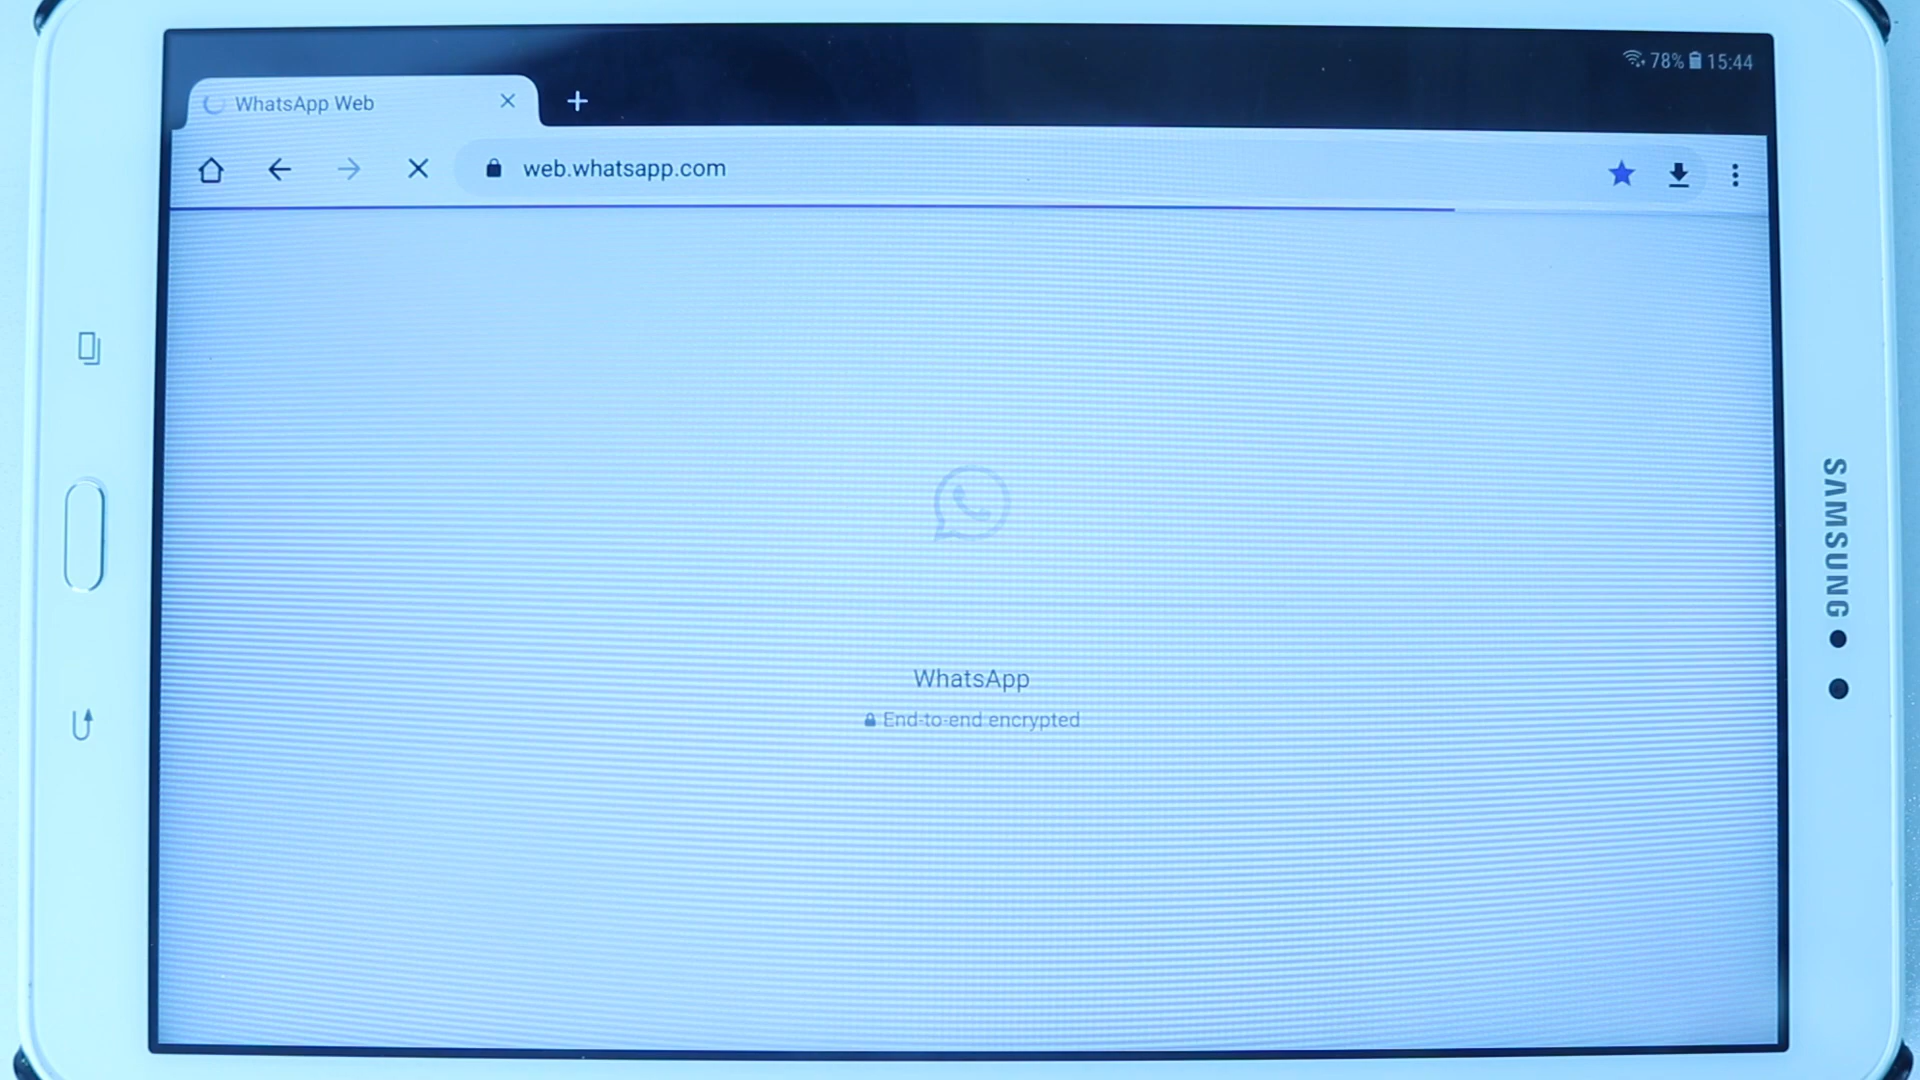 78% 15:44
WhatsApp Web
web.whatsapp.com
WhatsApp
End-to-end encrypted
SAMSUNG